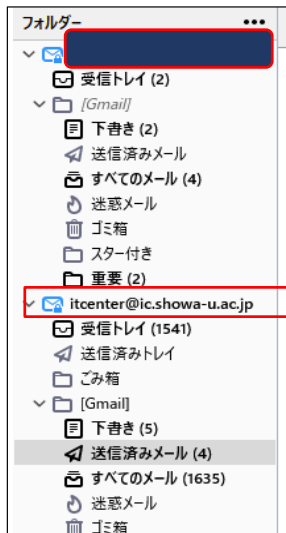 フォルダー •••
受信トレイ (2)
[Gmail]
下書き (2)
送信済みメール
すべてのメール (4)
迷惑メール
ゴミ箱
スター付き
重要 (2)
itcenter@ic.showa-u.ac.jp
受信トレイ (1541)
送信済みトレイ
ごみ箱
[Gmail]
下書き (5)
送信済みメール (4)
すべてのメール (1635)
迷惑メール
ゴミ箱